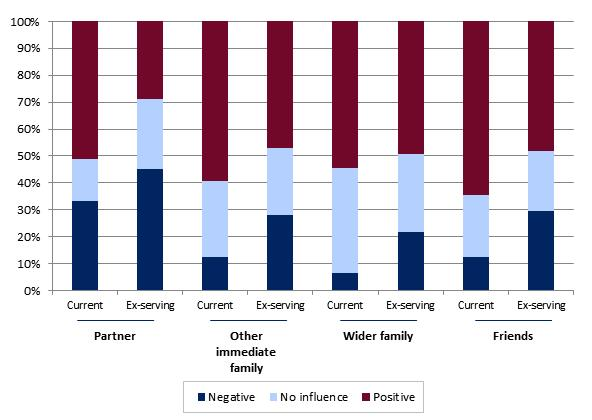 100%
90%
80%
70%
60%
50%
40%
30%
20%
10%
0%
Current Ex-serving Current Ex-serving Current Ex-serving Current Ex-serving
Partner Other Wider family Friends
immediate
family
Negative No influence Positive